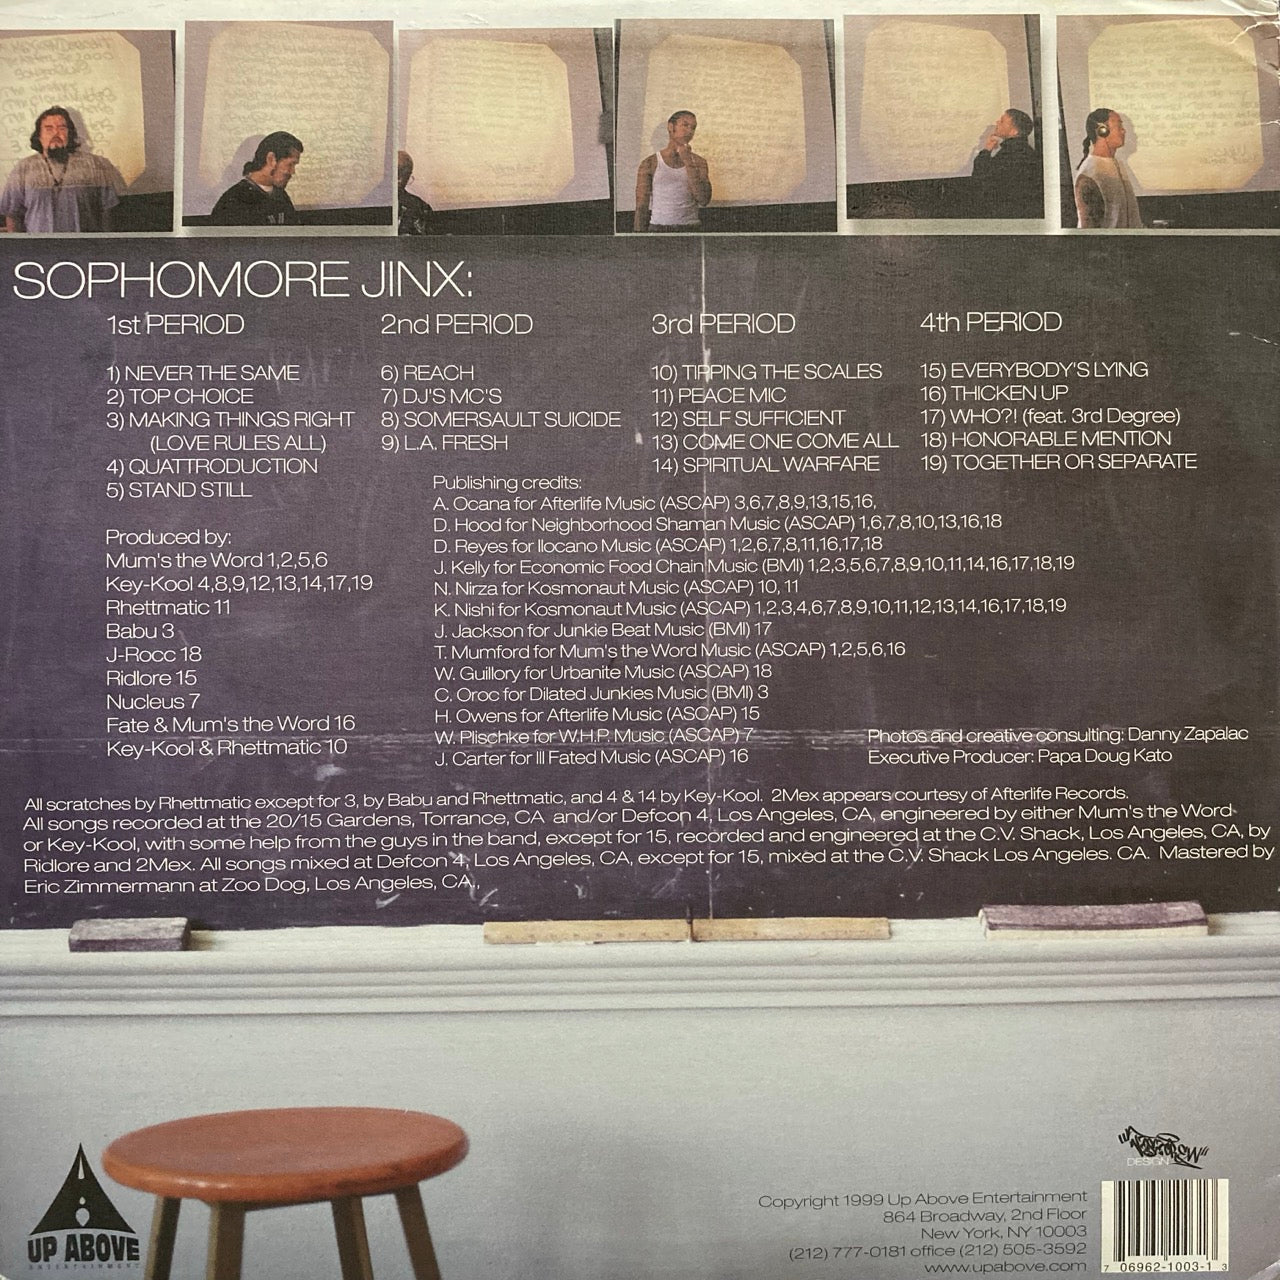 SOPHOMORE JINX:
1st PERIOD
1) NEVER THE SAME
2) TOP CHOICE
3) MAKING THINGS RIGHT
(LOVE RULES ALL)
4) QUATTRODUCTION
5) STAND STILL
2nd PERIOD
6) REACH
7) DJ'S MC'S
8) SOMERSAULT SUICIDE
9) L.A. FRESH
3rd PERIOD
10) TIPPING THE SCALES
11) PEACE MIC
12) SELF SUFFICIENT
13) COME ONE COME ALL
14) SPIRITUAL WARFARE
4th PERIOD
15) EVERYBODY'S LYING
16) THICKEN UP
17) WHO?! (feat. 3rd Degree)
18) HONORABLE MENTION
19) TOGETHER OR SEPARATE
Produced by:
Mum's the Word 1,2,5,6
Key-Kool 4,8,9,12,13,14,17,19
Rhettmatic 11
Babu 3
J-Rocc 18
Ridlore 15
Nucleus 7
Fate & Mum's the Word 16
Key-Kool & Rhettmatic 10
Publishing credits:
A. Ocana for Afterlife Music (ASCAP) 3,6,7,8,9,13,15,16,
D. Hood for Neighborhood Shaman Music (ASCAP) 1,6,7,8,10,13,16,18
D. Reyes for Ilocano Music (ASCAP) 1,2,6,7,8,11,16,17,18
J. Kelly for Economic Food Chain Music (BMI) 1,2,3,5,6,7,8,9,10,11,14,16,17,18,19
N. Nirza for Kosmonaut Music (ASCAP) 10, 11
K. Nishi for Kosmonaut Music (ASCAP) 1,2,3,4,6,7,8,9,10,11,12,13,14,16,17,18,19
J. Jackson for Junkie Beat Music (BMI) 17
T. Mumford for Mum's the Word Music (ASCAP) 1,2,5,6,16
W. Guillory for Urbanite Music (ASCAP) 18
C. Oroc for Dilated Junkies Music (BMI) 3
H. Owens for Afterlife Music (ASCAP) 15
W. Plischke for W.H.P. Music (ASCAP) 7
J. Carter for Ill Fated Music (ASCAP) 16
Photos and creative consulting: Danny Zapalac
Executive Producer: Papa Doug Kato
All scratches by Rhettmatic except for 3, by Babu and Rhettmatic, and 4 & 14 by Key-Kool. 2Mex appears courtesy of Afterlife Records.
All songs recorded at the 20/15 Gardens, Torrance, CA and/or Defcon 4, Los Angeles, CA, engineered by either Mum's the Word
or Key-Kool, with some help from the guys in the band, except for 15, recorded and engineered at the C.V. Shack, Los Angeles, CA, by
Ridlore and 2Mex. All songs mixed at Defcon 4, Los Angeles, CA, except for 15, mixed at the C.V. Shack Los Angeles. CA. Mastered by
Eric Zimmermann at Zoo Dog, Los Angeles, CA.,
UP ABOVE
ENTERTAINMENT
DESIGN
Copyright 1999 Up Above Entertainment
864 Broadway, 2nd Floor
New York, NY 10003
(212) 777-0181 office (212) 505-3592
www.upabove.com
7 06962-1003-1 3